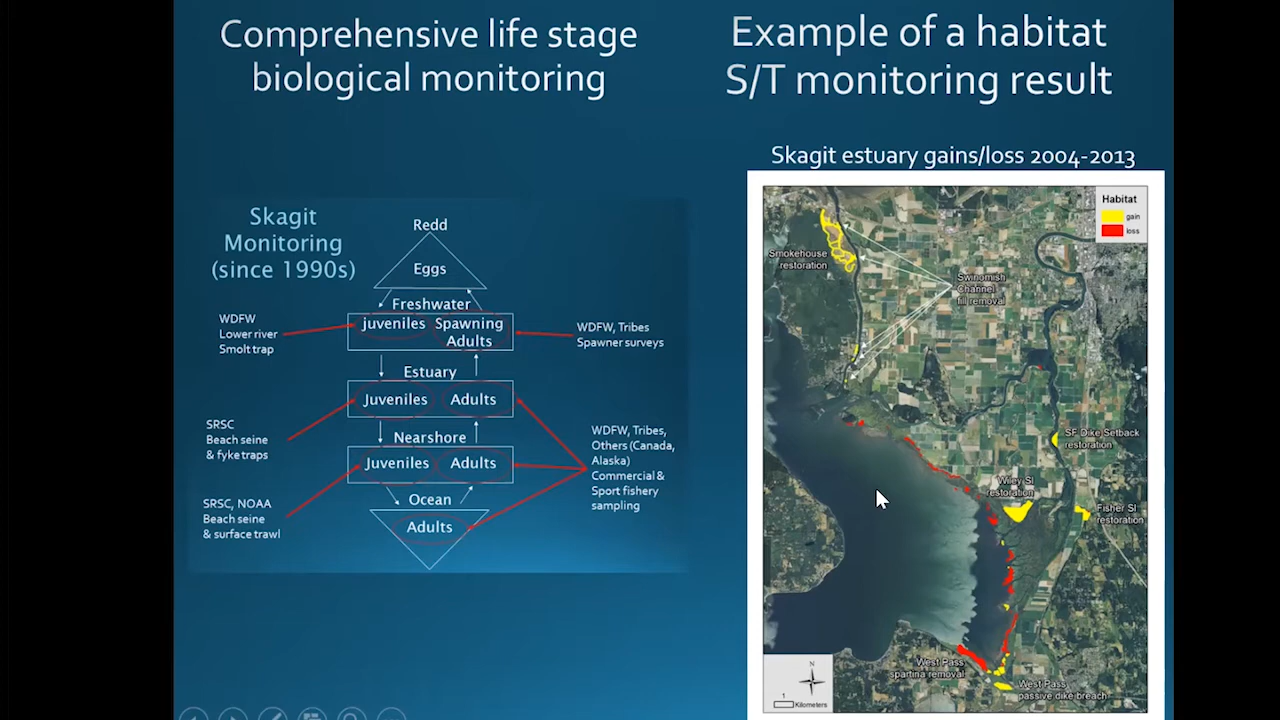 Comprehensive life stage
biological monitoring
Example of a habitat
S/T monitoring result
Skagit
Monitoring
(since 1990s)
Redd
Eggs
Freshwater
juveniles
Spawning
Adults
Estuary
Juveniles
Adults
Nearshore
Juveniles
Adults
Ocean
Adults
WDFW
Lower river
Smolt trap
SRSC
Beach seine
& fyke traps
SRSC, NOAA
Beach seine
& surface trawl
WDFW, Tribes
Spawner surveys
WDFW, Tribes,
Others (Canada,
Alaska)
Commercial &
Sport fishery
sampling
Skagit estuary gains/loss 2004-2013
Habitat
gain
loss
Smokehouse
restoration
Swinomish
Channel
fill removal
SF Dike Setback
restoration
Wiley Sl
restoration
Fisher Sl
restoration
West Pass
spartina removal
West Pass
passive dike breach
N
1
Kilometers